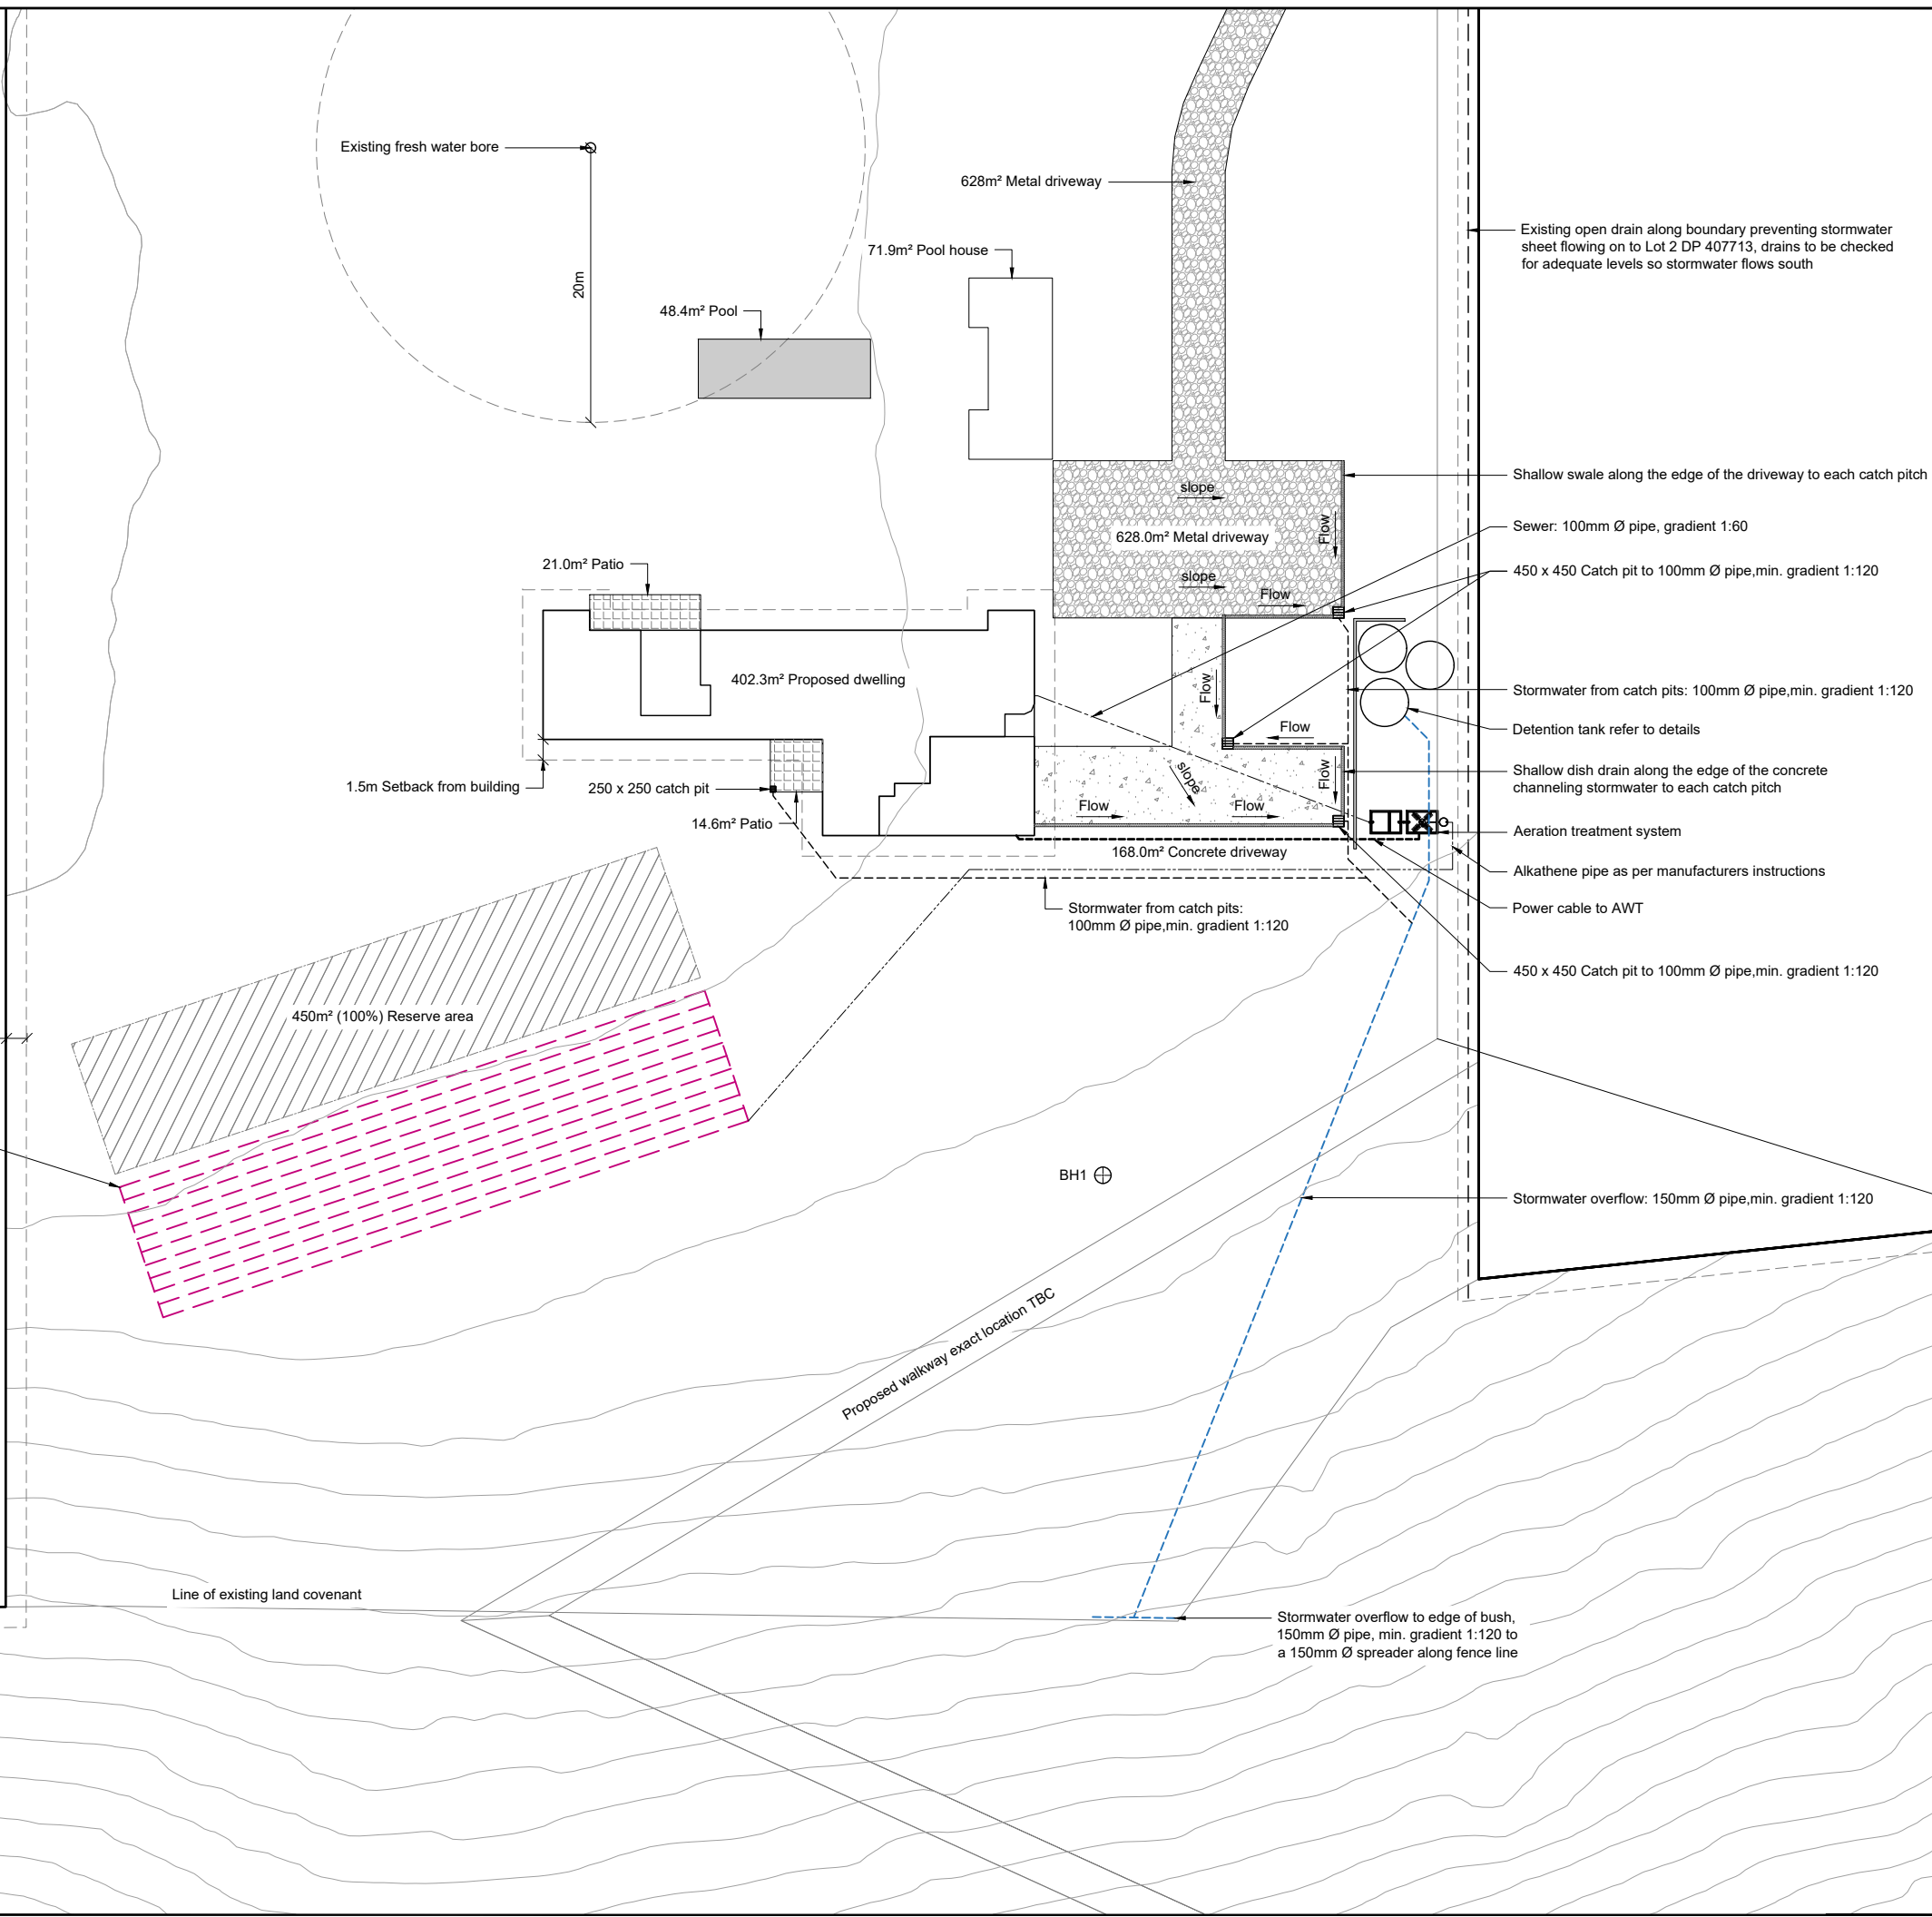 Existing fresh water bore
628m² Metal driveway
Existing open drain along boundary preventing stormwater
sheet flowing on to Lot 2 DP 407713, drains to be checked
for adequate levels so stormwater flows south
71.9m² Pool house
20m
48.4m² Pool
Shallow swale along the edge of the driveway to each catch pitch
slope
Flow
628.0m² Metal driveway
Sewer: 100mm Ø pipe, gradient 1:60
21.0m² Patio
450 x 450 Catch pit to 100mm Ø pipe,min. gradient 1:120
slope
Flow
402.3m² Proposed dwelling
Flow
Stormwater from catch pits: 100mm Ø pipe,min. gradient 1:120
Flow
Detention tank refer to details
1.5m Setback from building
250 x 250 catch pit
slope
Flow
Shallow dish drain along the edge of the concrete
channeling stormwater to each catch pitch
Flow
Flow
14.6m² Patio
Aeration treatment system
168.0m² Concrete driveway
Alkathene pipe as per manufacturers instructions
Stormwater from catch pits:
100mm Ø pipe,min. gradient 1:120
Power cable to AWT
450 x 450 Catch pit to 100mm Ø pipe,min. gradient 1:120
450m² (100%) Reserve area
BH1
Stormwater overflow: 150mm Ø pipe,min. gradient 1:120
Proposed walkway exact location TBC
Line of existing land covenant
Stormwater overflow to edge of bush,
150mm Ø pipe, min. gradient 1:120 to
a 150mm Ø spreader along fence line